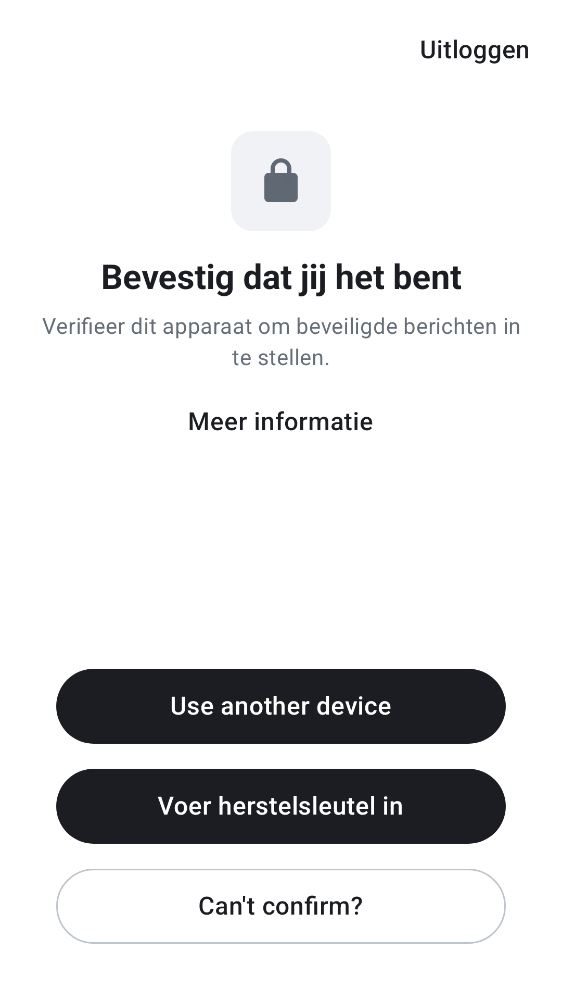 Uitloggen
Bevestig dat jij het bent
Verifieer dit apparaat om beveiligde berichten in
te stellen.
Meer informatie
Use another device
Voer herstelsleutel in
Can't confirm?